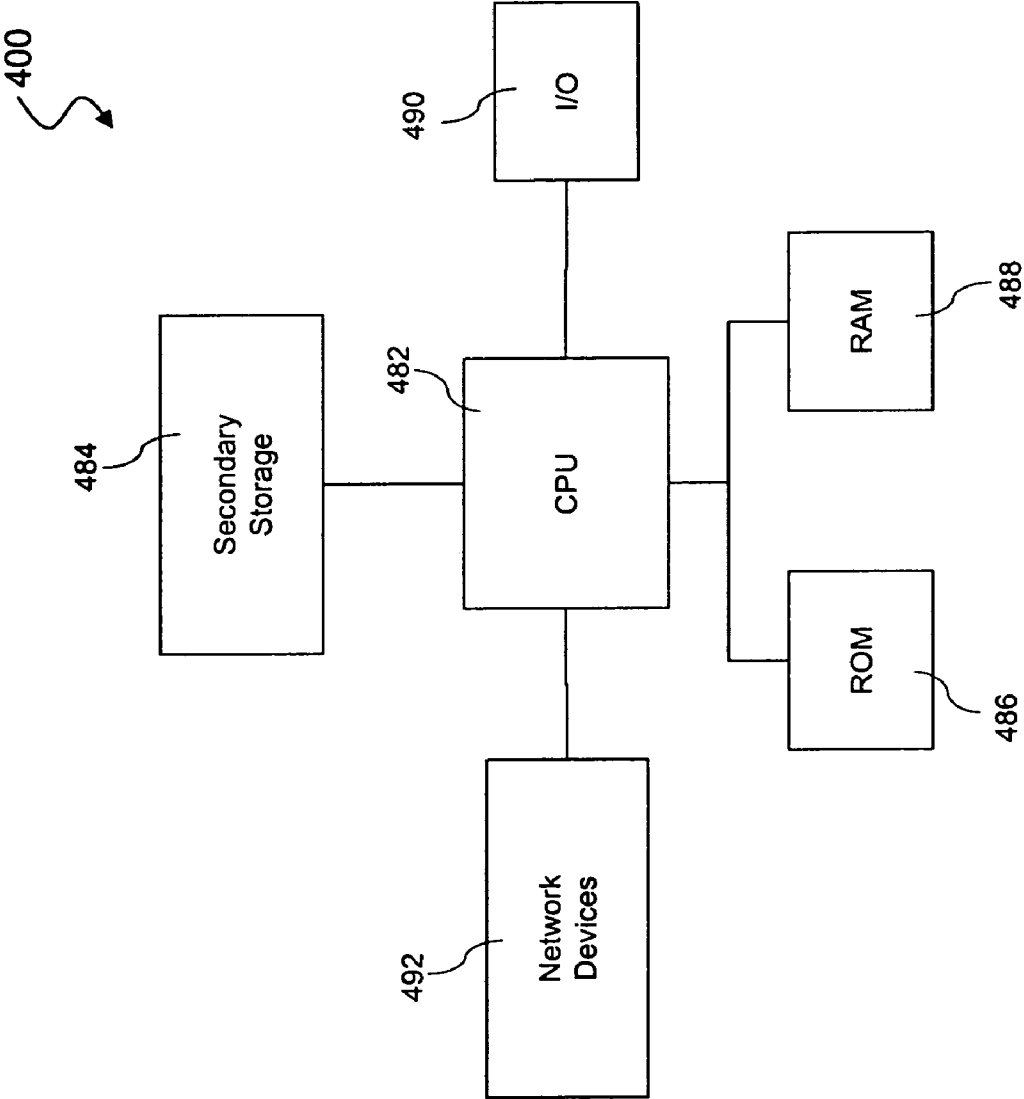 400
484
Secondary
Storage
492
Network
Devices
482
CPU
490
I/O
ROM
486
RAM
488